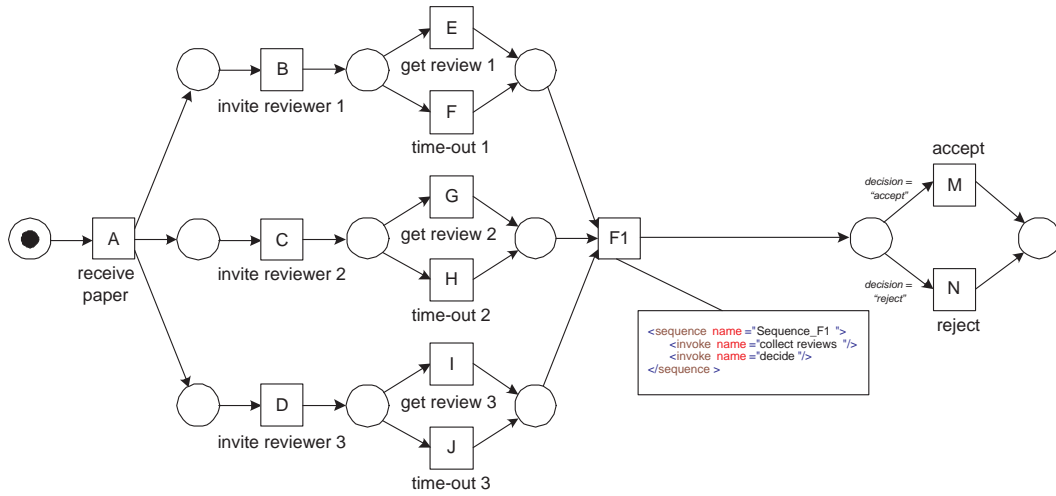 E
get review 1
B
invite reviewer 1
F
time-out 1
accept
decision =
"accept"
M
G
get review 2
A
receive
paper
C
invite reviewer 2
F1
H
time-out 2
decision =
"reject"
N
reject
<sequence name ="Sequence_F1 ">
<invoke name="collect reviews "/>
<invoke name="decide "/>
</sequence >
I
get review 3
D
invite reviewer 3
J
time-out 3